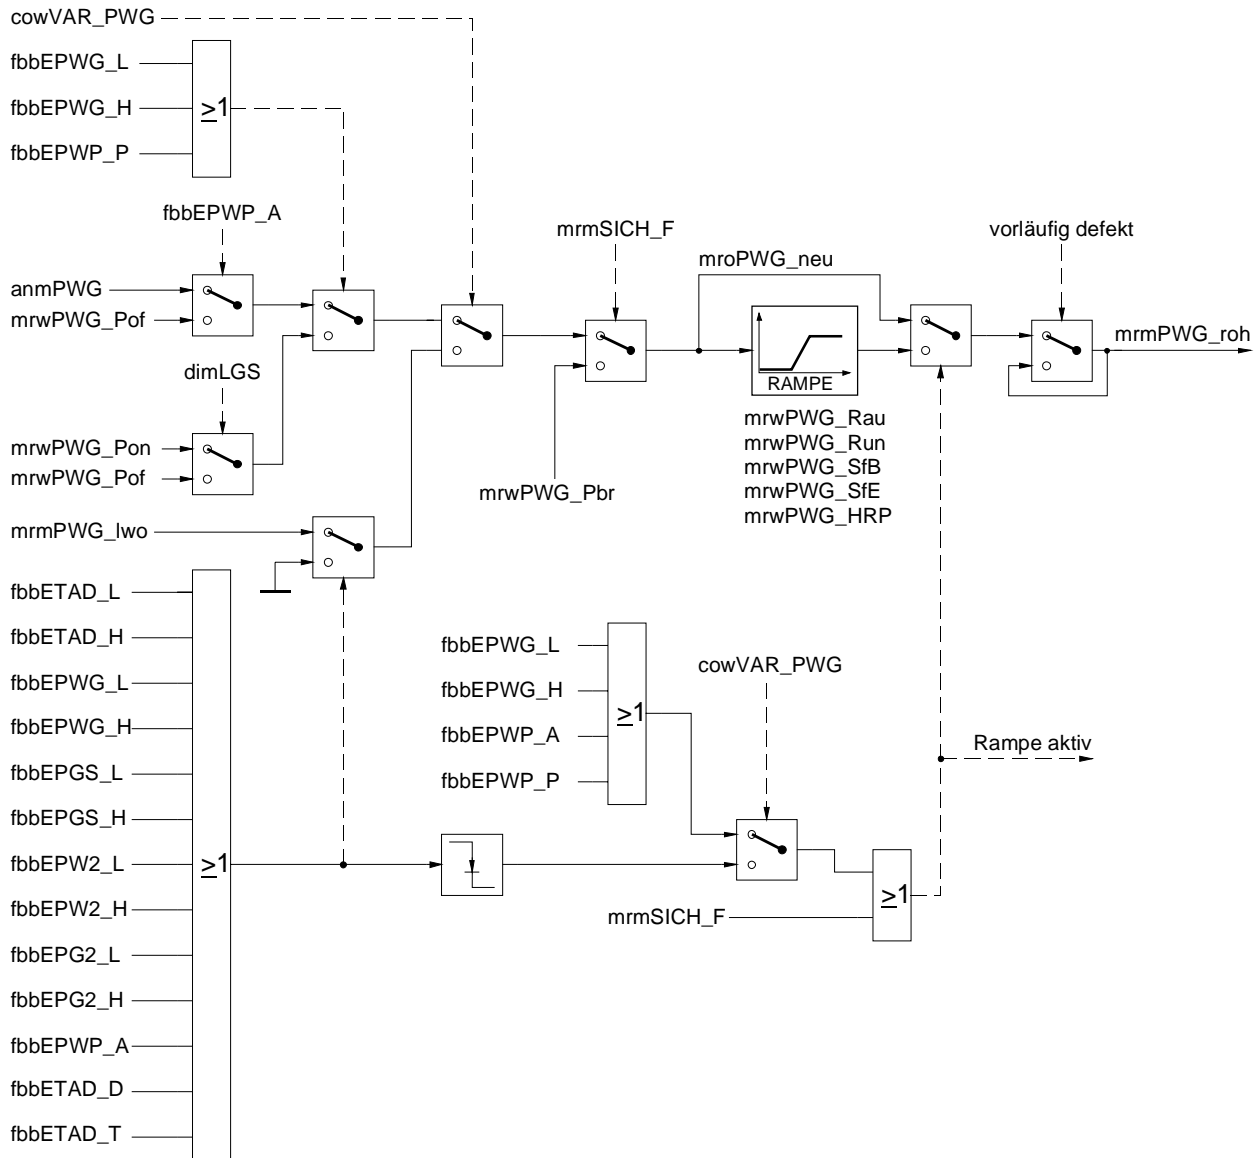 cowVAR_PWG
fbbEPWG_L
fbbEPWG_H
fbbEPWP_P
≥1
fbbEPWP_A
anmPWG
mrwPWG_Pof
dimLGS
mrwPWG_Pon
mrwPWG_Pof
mrmPWG_lwo
mrmSICH_F
mrwPWG_Pbr
mroPWG_neu
RAMPE
mrwPWG_Rau
mrwPWG_Run
mrwPWG_SfB
mrwPWG_SfE
mrwPWG_HRP
vorläufig defekt
mrmPWG_roh
fbbETAD_L
fbbETAD_H
fbbEPWG_L
fbbEPWG_H
fbbEPGS_L
fbbEPGS_H
fbbEPW2_L
fbbEPW2_H
fbbEPG2_L
fbbEPG2_H
fbbEPWP_A
fbbETAD_D
fbbETAD_T
≥1
fbbEPWG_L
fbbEPWG_H
fbbEPWP_A
fbbEPWP_P
≥1
cowVAR_PWG
mrmSICH_F
≥1
Rampe aktiv